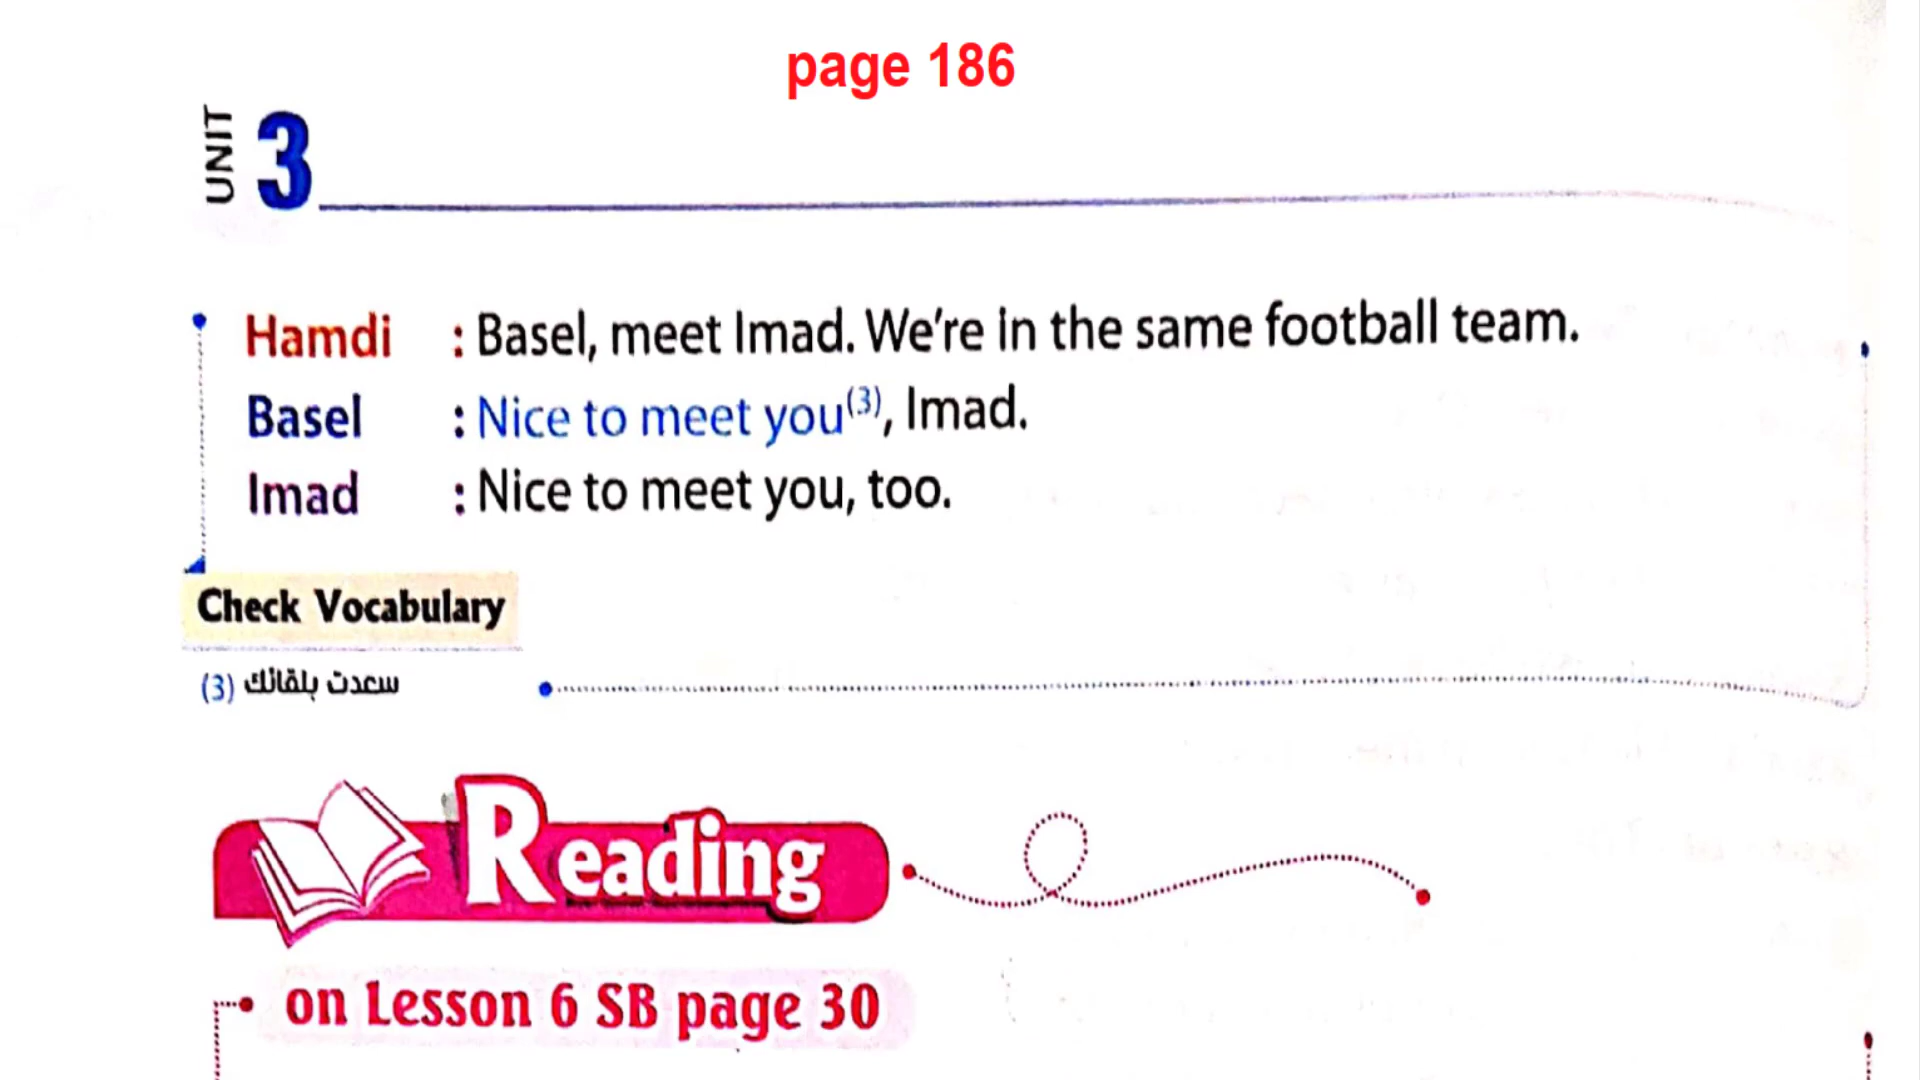 page 186
UNIT 3
Hamdi : Basel, meet Imad. We're in the same football team.
Basel : Nice to meet you(3), Imad.
Imad : Nice to meet you, too.
Check Vocabulary
(3) سعدت بلقائك
Reading
on Lesson 6 SB page 30